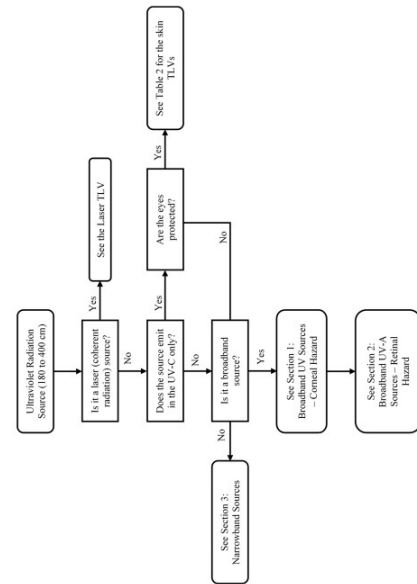 Ultraviolet Radiation
Source (180 to 400 cm)
Is it a laser (coherent
radiation) source?
Yes
See the Laser TLV
No
Does the source emit
in the UV-C only?
Yes
Are the eyes
protected?
Yes
See Table 2 for the skin
TLVs
No
No
Is it a broadband
source?
No
See Section 3:
Narrowband Sources
Yes
See Section 1:
Broadband UV Sources
– Corneal Hazard
See Section 2:
Broadband UV-A
Sources – Retinal
Hazard